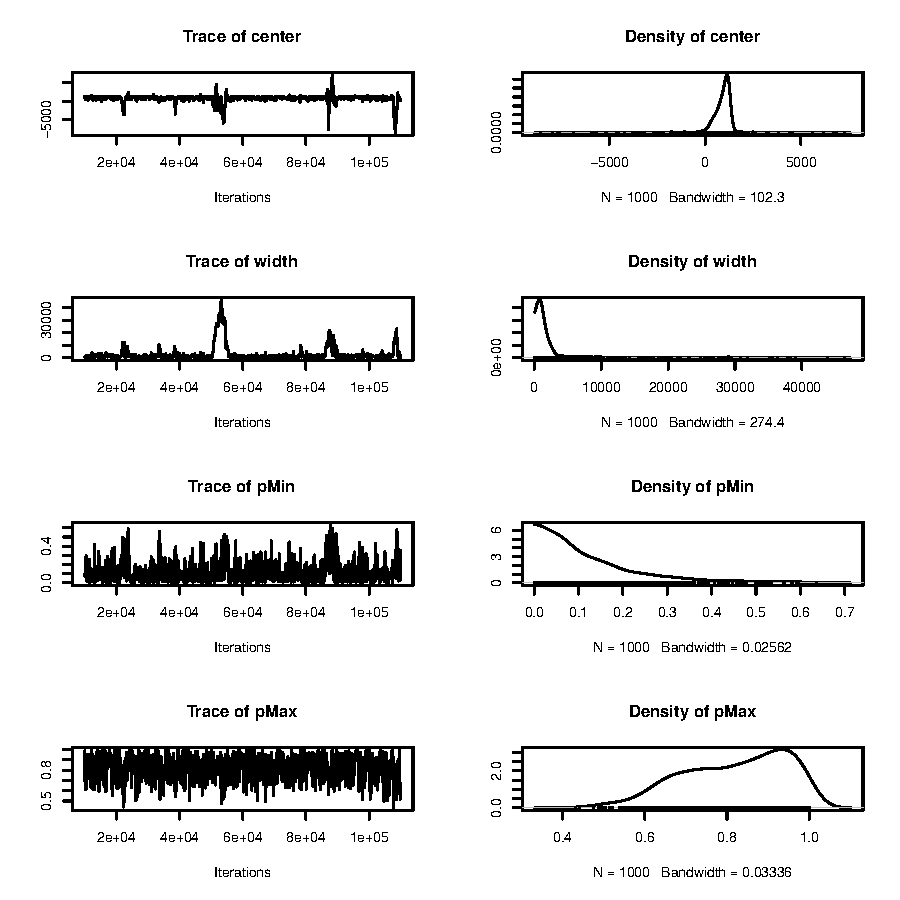 Trace of center
−5000
2e+04 4e+04 6e+04 8e+04 1e+05
Iterations
Density of center
0.0000
−5000 0 5000
N = 1000 Bandwidth = 102.3
Trace of width
0 30000
2e+04 4e+04 6e+04 8e+04 1e+05
Iterations
Density of width
0e+00
0 10000 20000 30000 40000
N = 1000 Bandwidth = 274.4
Trace of pMin
0.0 0.4
2e+04 4e+04 6e+04 8e+04 1e+05
Iterations
Density of pMin
0 3 6
0.0 0.1 0.2 0.3 0.4 0.5 0.6 0.7
N = 1000 Bandwidth = 0.02562
Trace of pMax
0.5 0.8
2e+04 4e+04 6e+04 8e+04 1e+05
Iterations
Density of pMax
0.0 2.0
0.4 0.6 0.8 1.0
N = 1000 Bandwidth = 0.03336